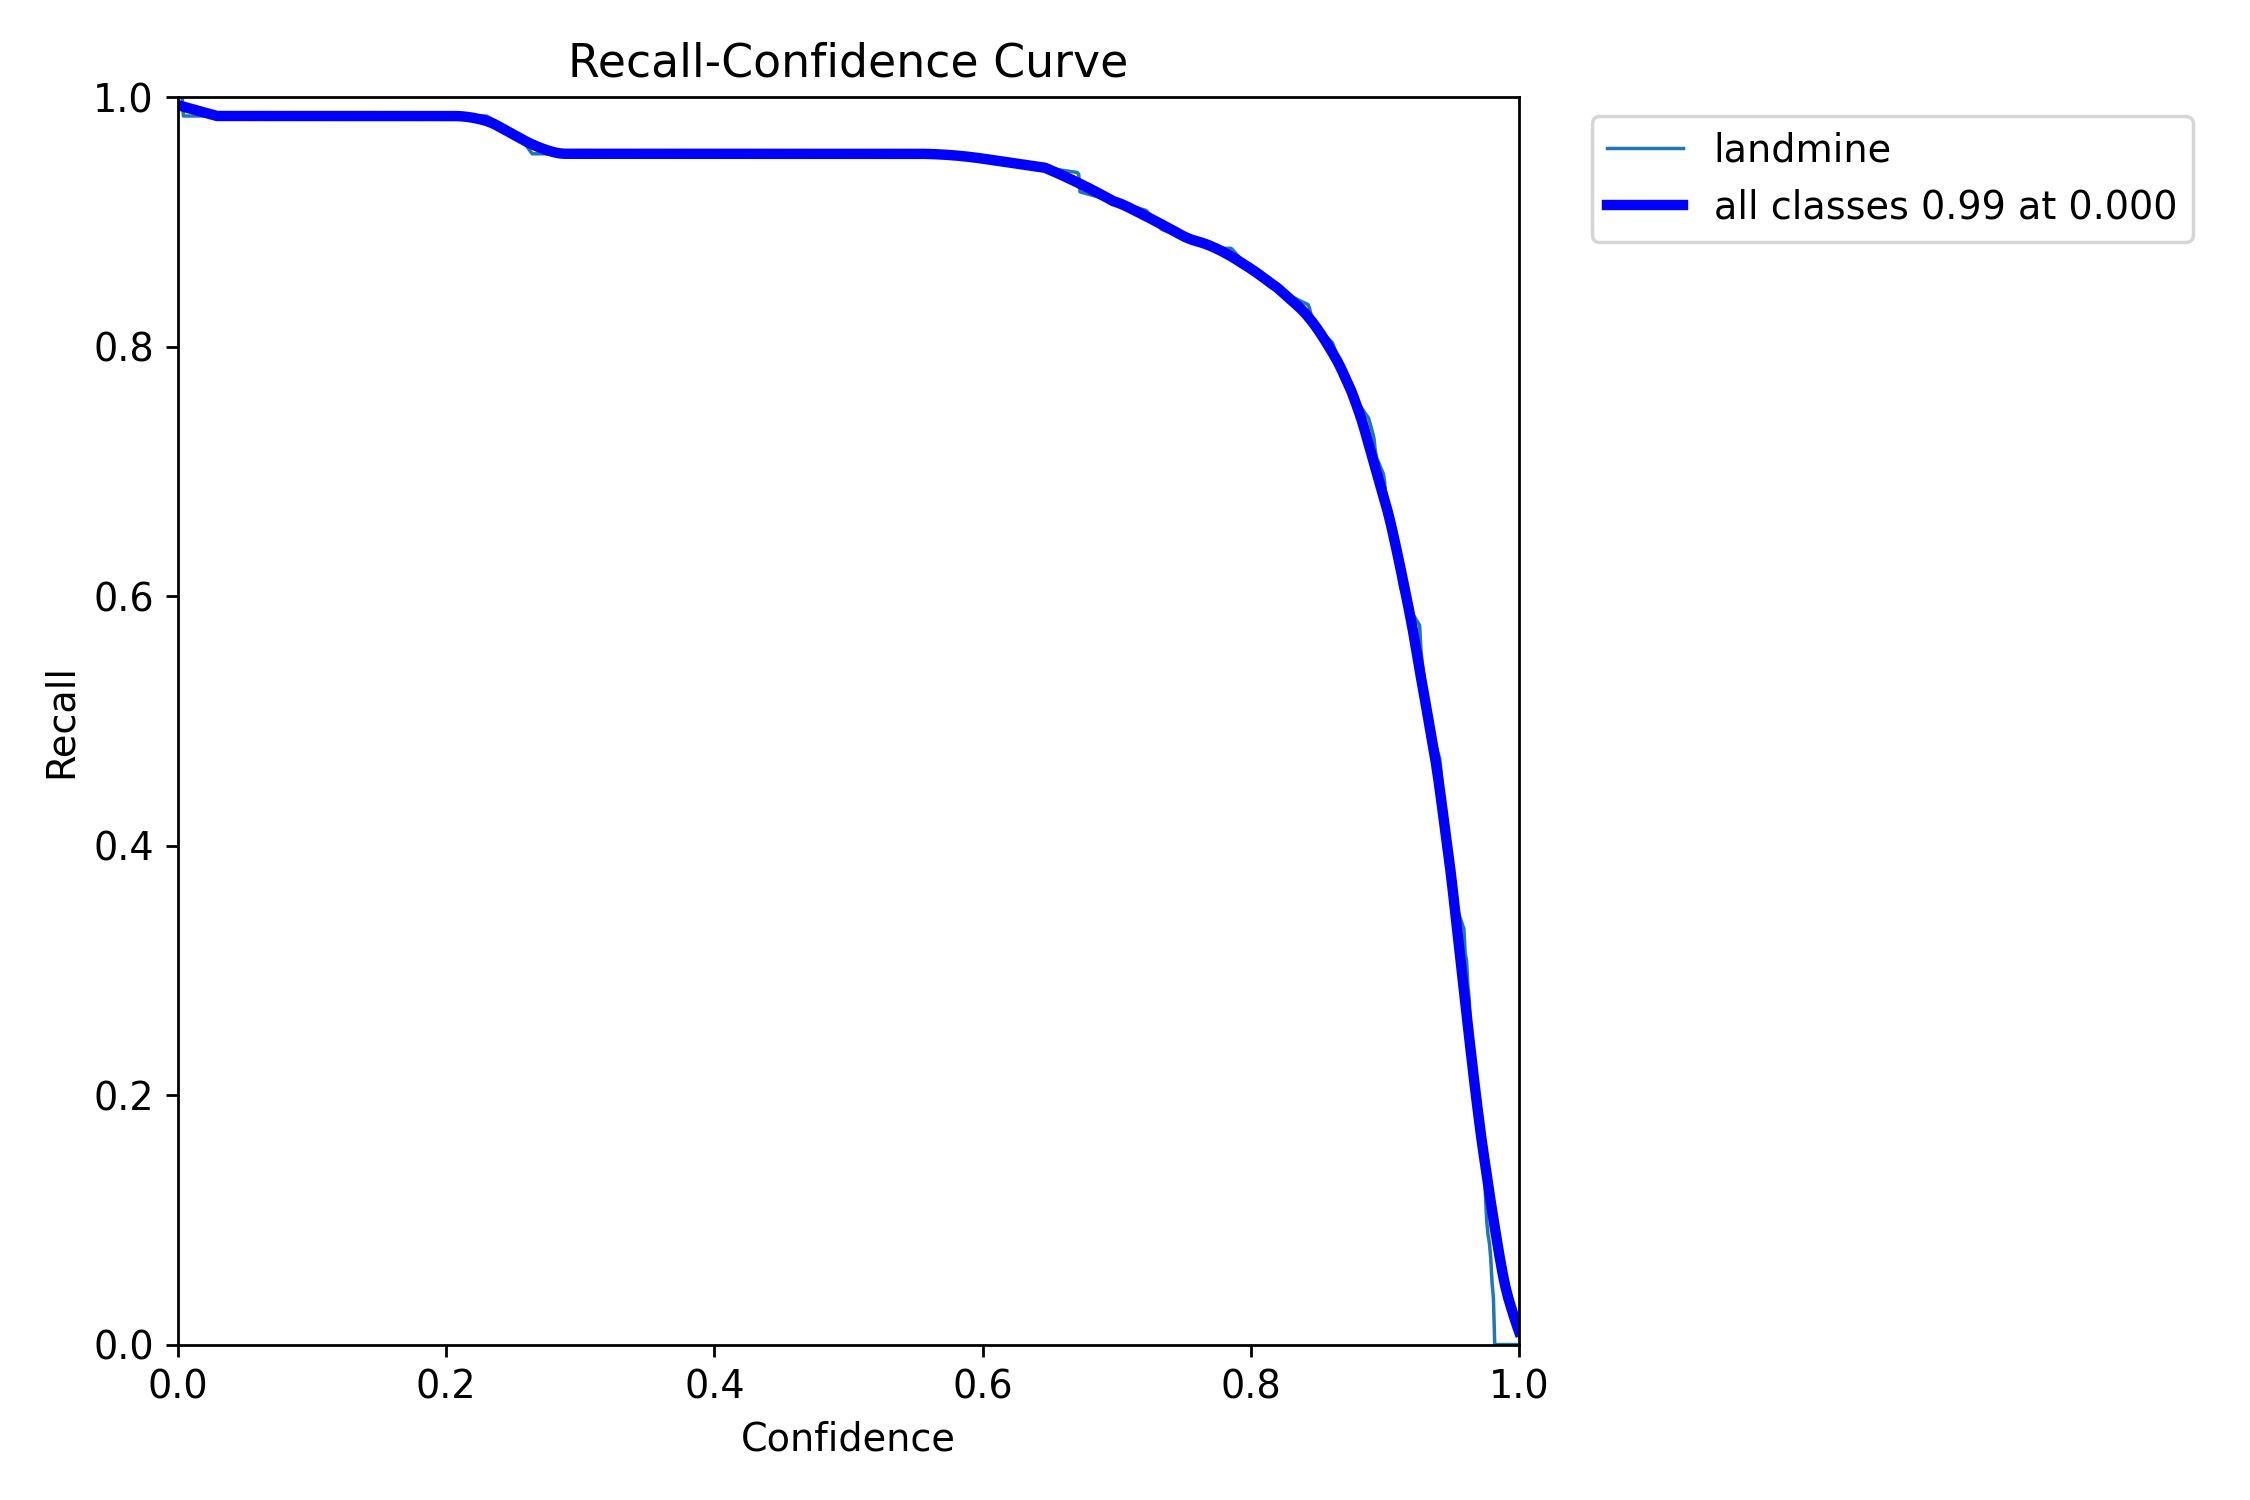 Recall-Confidence Curve
landmine
all classes 0.99 at 0.000
Recall
1.0
0.8
0.6
0.4
0.2
0.0
0.0 0.2 0.4 0.6 0.8 1.0
Confidence